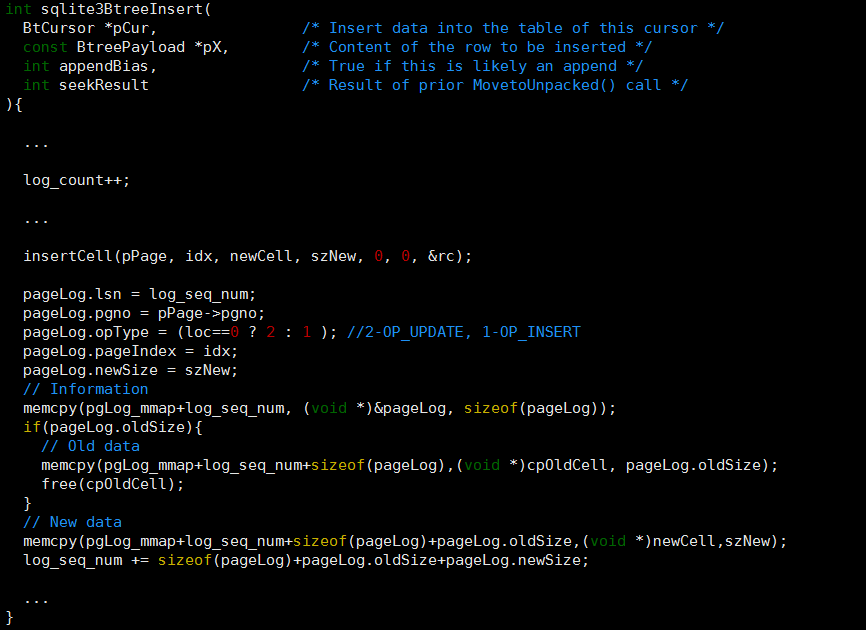 int sqlite3BtreeInsert(
  BtCursor *pCur,                /* Insert data into the table of this cursor */
  const BtreePayload *pX,        /* Content of the row to be inserted */
  int appendBias,                /* True if this is likely an append */
  int seekResult                 /* Result of prior MovetoUnpacked() call */
){
  ...
  log_count++;
  ...
  insertCell(pPage, idx, newCell, szNew, 0, 0, &rc);
  pageLog.lsn = log_seq_num;
  pageLog.pgno = pPage->pgno;
  pageLog.opType = (loc==0 ? 2 : 1 ); //2-OP_UPDATE, 1-OP_INSERT
  pageLog.pageIndex = idx;
  pageLog.newSize = szNew;
  // Information
  memcpy(pgLog_mmap+log_seq_num, (void *)&pageLog, sizeof(pageLog));
  if(pageLog.oldSize){
    // Old data
    memcpy(pgLog_mmap+log_seq_num+sizeof(pageLog),(void *)cpOldCell, pageLog.oldSize);
    free(cpOldCell);
  }
  // New data
  memcpy(pgLog_mmap+log_seq_num+sizeof(pageLog)+pageLog.oldSize,(void *)newCell,szNew);
  log_seq_num += sizeof(pageLog)+pageLog.oldSize+pageLog.newSize;
  ...
}